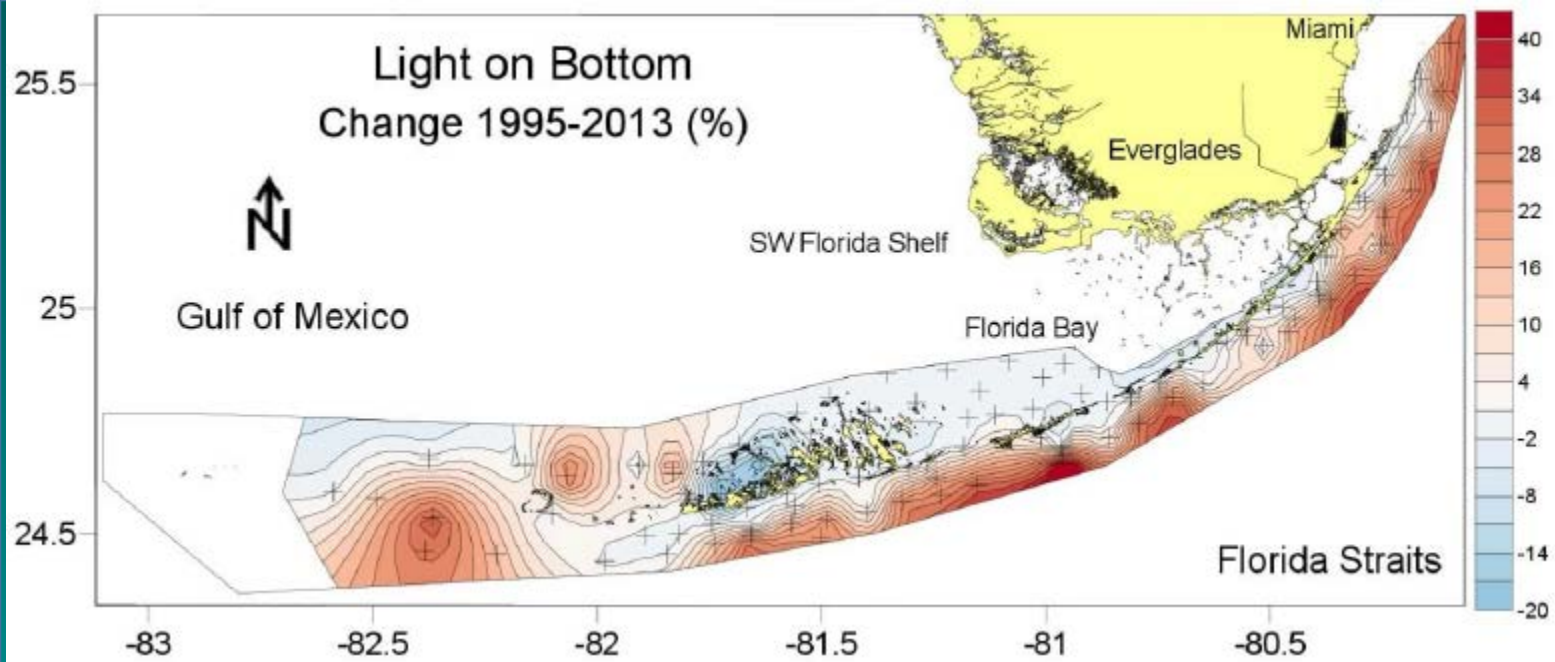 Light on Bottom
Change 1995-2013 (%)
Miami
Everglades
SW Florida Shelf
Gulf of Mexico
Florida Bay
Florida Straits
N
25.5
25
24.5
-83
-82.5
-82
-81.5
-81
-80.5
40
34
28
22
16
10
4
-2
-8
-14
-20